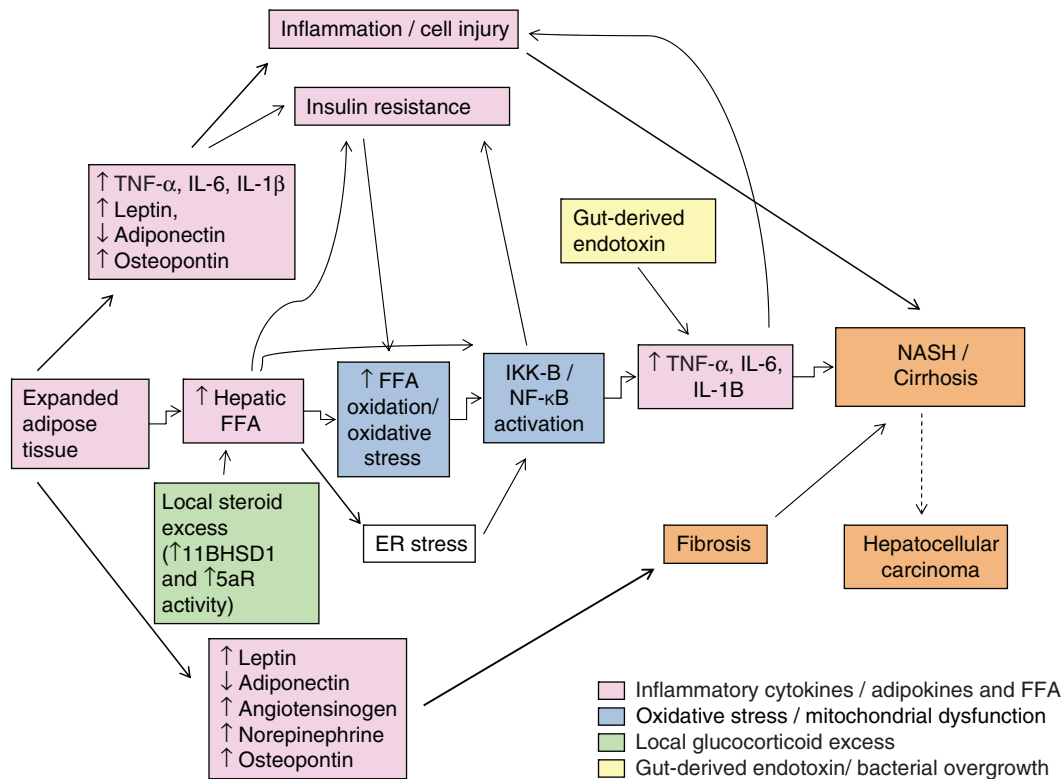 Inflammation / cell injury
Insulin resistance
↑ TNF-α, IL-6, IL-1β
↑ Leptin,
↓ Adiponectin
↑ Osteopontin
Gut-derived
endotoxin
Expanded
adipose
tissue
↑ Hepatic
FFA
↑ FFA
oxidation/
oxidative
stress
IKK-B /
NF-κB
activation
↑ TNF-α, IL-6,
IL-1B
NASH /
Cirrhosis
Local steroid
excess
(↑11BHSD1
and ↑5aR
activity)
ER stress
Fibrosis
Hepatocellular
carcinoma
↑ Leptin
↓ Adiponectin
↑ Angiotensinogen
↑ Norepinephrine
↑ Osteopontin
Inflammatory cytokines / adipokines and FFA
Oxidative stress / mitochondrial dysfunction
Local glucocorticoid excess
Gut-derived endotoxin/ bacterial overgrowth